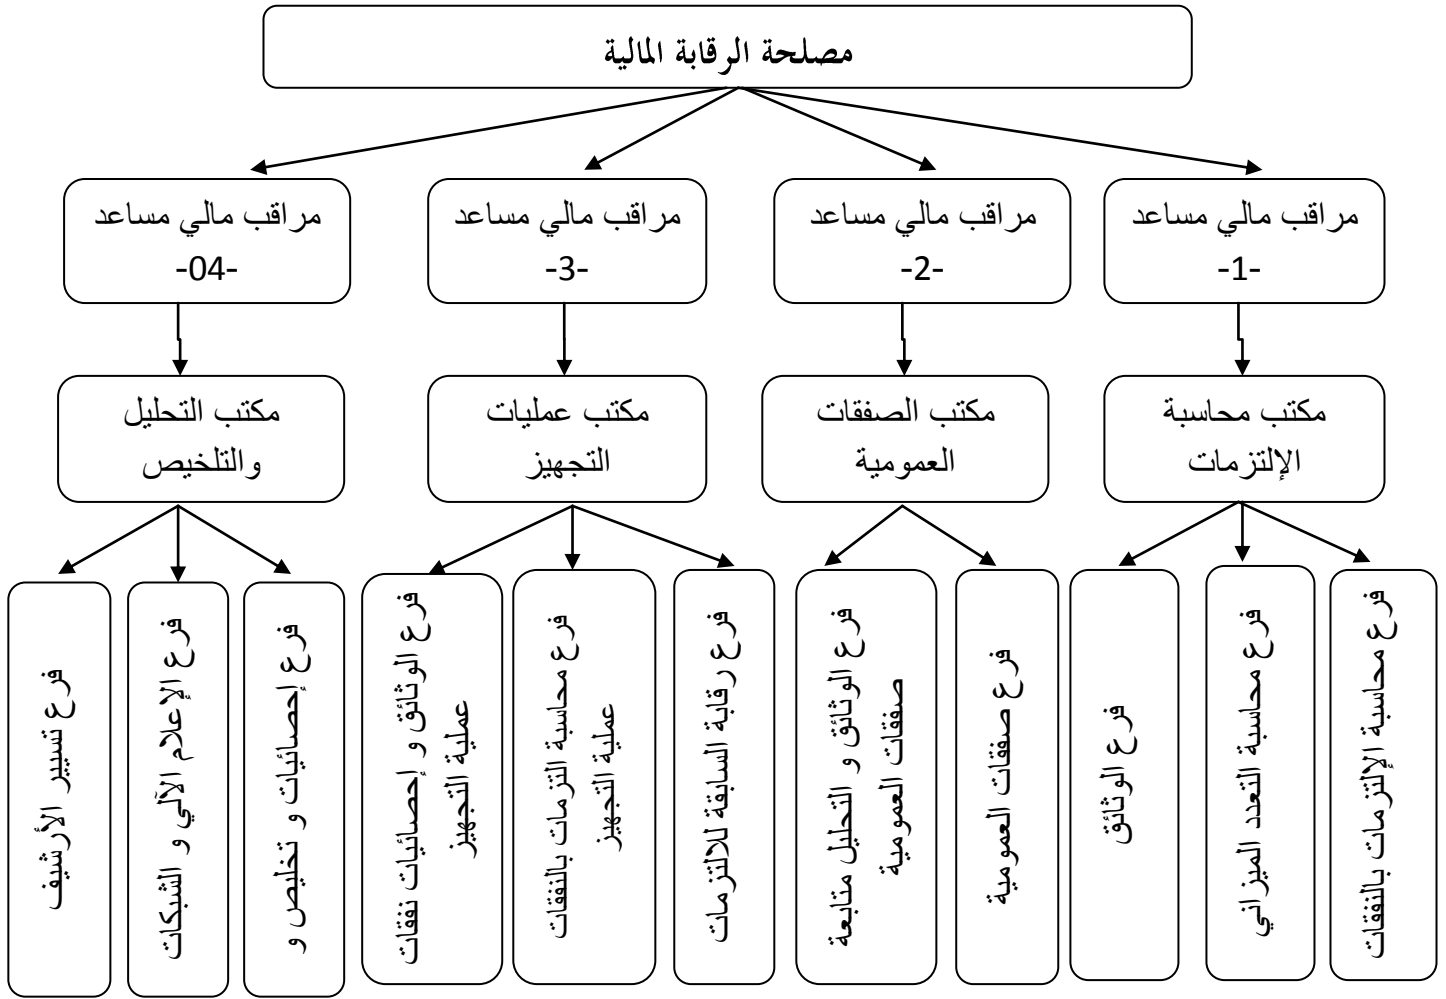 مصلحة الرقابة المالية
مراقب مالي مساعد
-1-
مراقب مالي مساعد
-2-
مراقب مالي مساعد
-3-
مراقب مالي مساعد
-04-
مكتب محاسبة
الإلتزمات
مكتب الصفقات
العمومية
مكتب عمليات
التجهيز
مكتب التحليل
والتلخيص
فرع محاسبة الإلتزمات بالنفقات
فرع محاسبة التعدد الميزاني
فرع الوثائق
فرع صفقات العمومية
فرع الوثائق و التحليل متابعة
صفقات العمومية
فرع رقابة السابقة للالتزمات
فرع محاسبة التزمات بالنفقات
عملية التجهيز
فرع الوثائق و إحصائيات نفقات
عملية التجهيز
فرع إحصائيات و تخليص و
فرع الإعلام الآلي و الشبكات
فرع تسيير الأرشيف